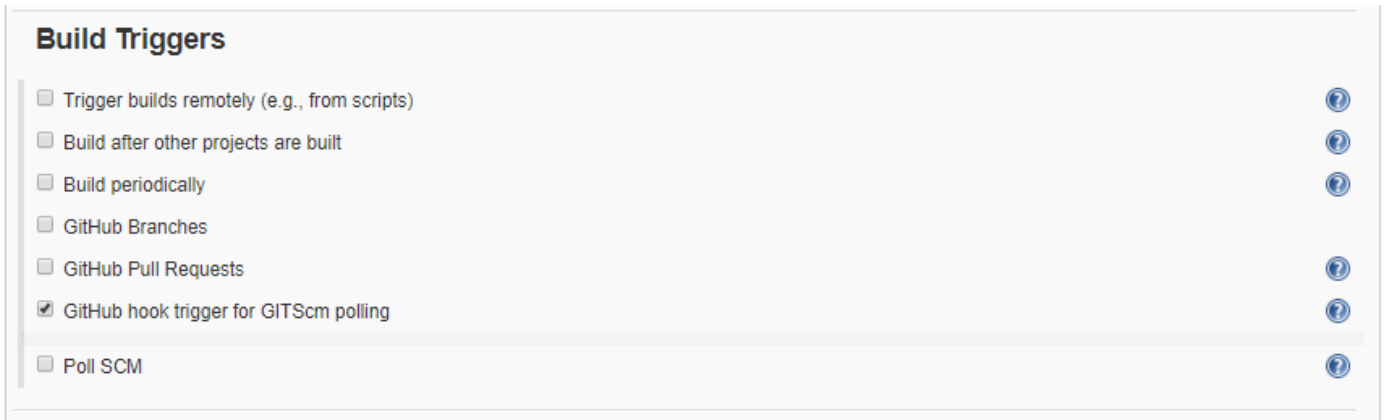 Build Triggers
Trigger builds remotely (e.g., from scripts)
Build after other projects are built
Build periodically
GitHub Branches
GitHub Pull Requests
GitHub hook trigger for GITScm polling
Poll SCM